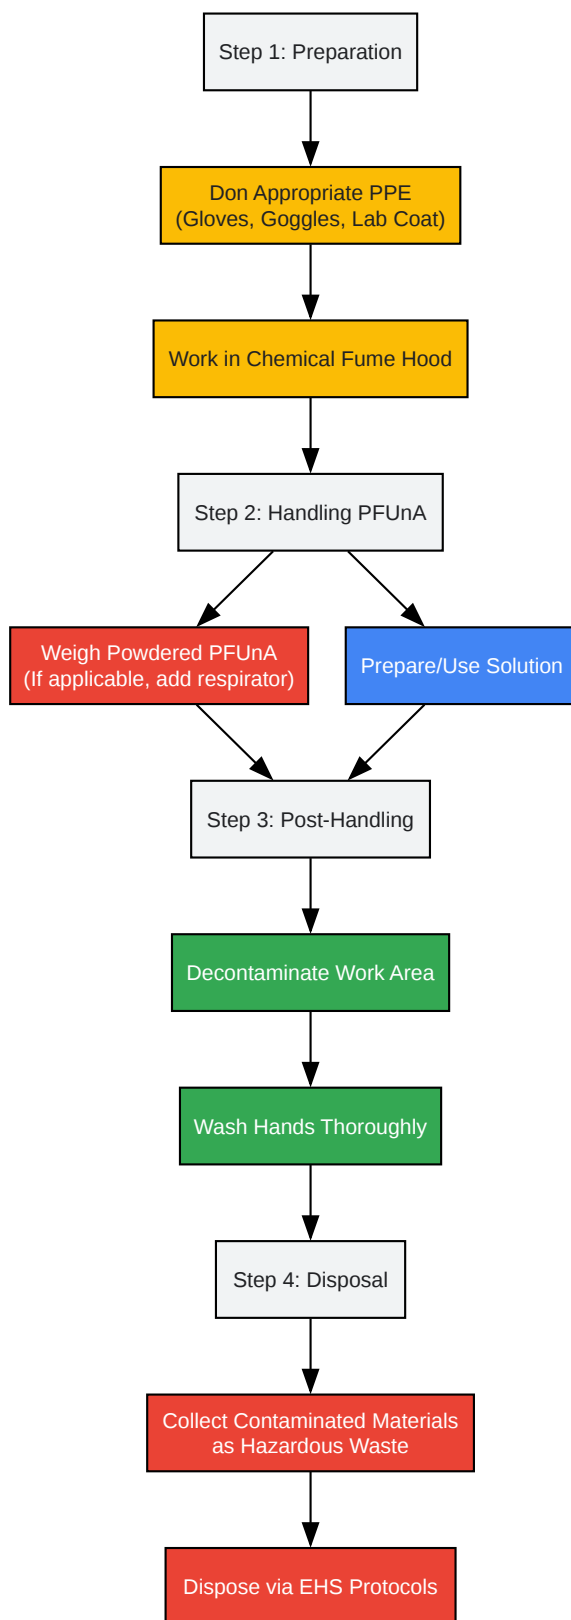 Step 1: Preparation
Don Appropriate PPE
(Gloves, Goggles, Lab Coat)
Work in Chemical Fume Hood
Step 2: Handling PFUnA
Weigh Powdered PFUnA
(If applicable, add respirator)
Prepare/Use Solution
Step 3: Post-Handling
Decontaminate Work Area
Wash Hands Thoroughly
Step 4: Disposal
Collect Contaminated Materials
as Hazardous Waste
Dispose via EHS Protocols